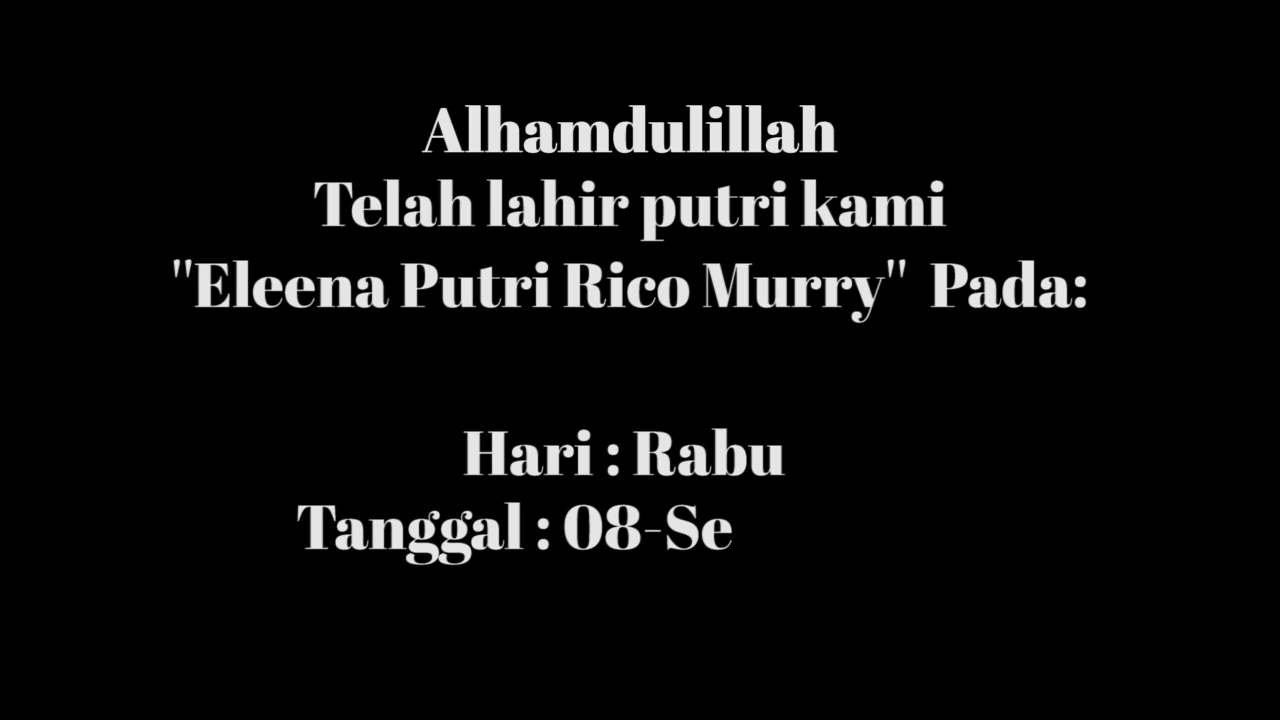 Alhamdulillah
Telah lahir putri kami
"Eleena Putri Rico Murry" Pada:
Hari : Rabu
Tanggal : 08-Se